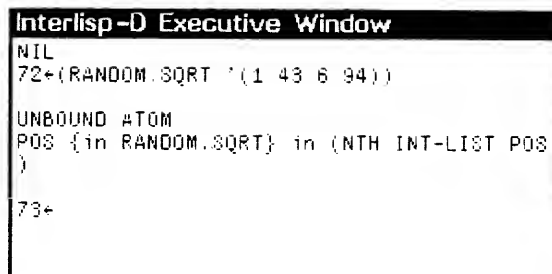 Interlisp-D Executive Window
NIL
72←(RANDOM.SQRT '(1 43 6 94))
UNBOUND ATOM
POS {in RANDOM.SQRT} in (NTH INT-LIST POS
)
73←